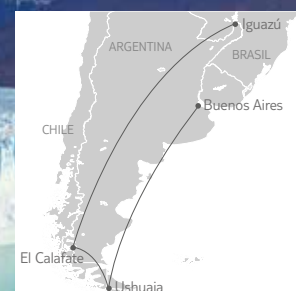 Iguazú
ARGENTINA
BRASIL
Buenos Aires
CHILE
El Calafate
Ushuaia